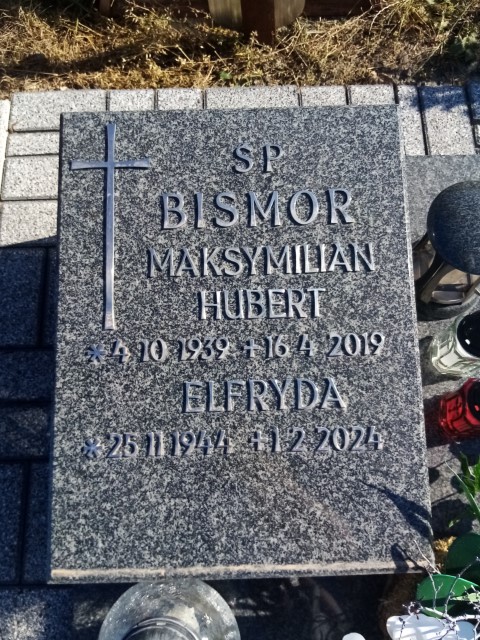 SP
BISMOR
MAKSYMILIAN
HUBERT
* 4 10 1939 + 16 4 2019
ELFRYDA
* 25 11 1944 + 1 2 2024